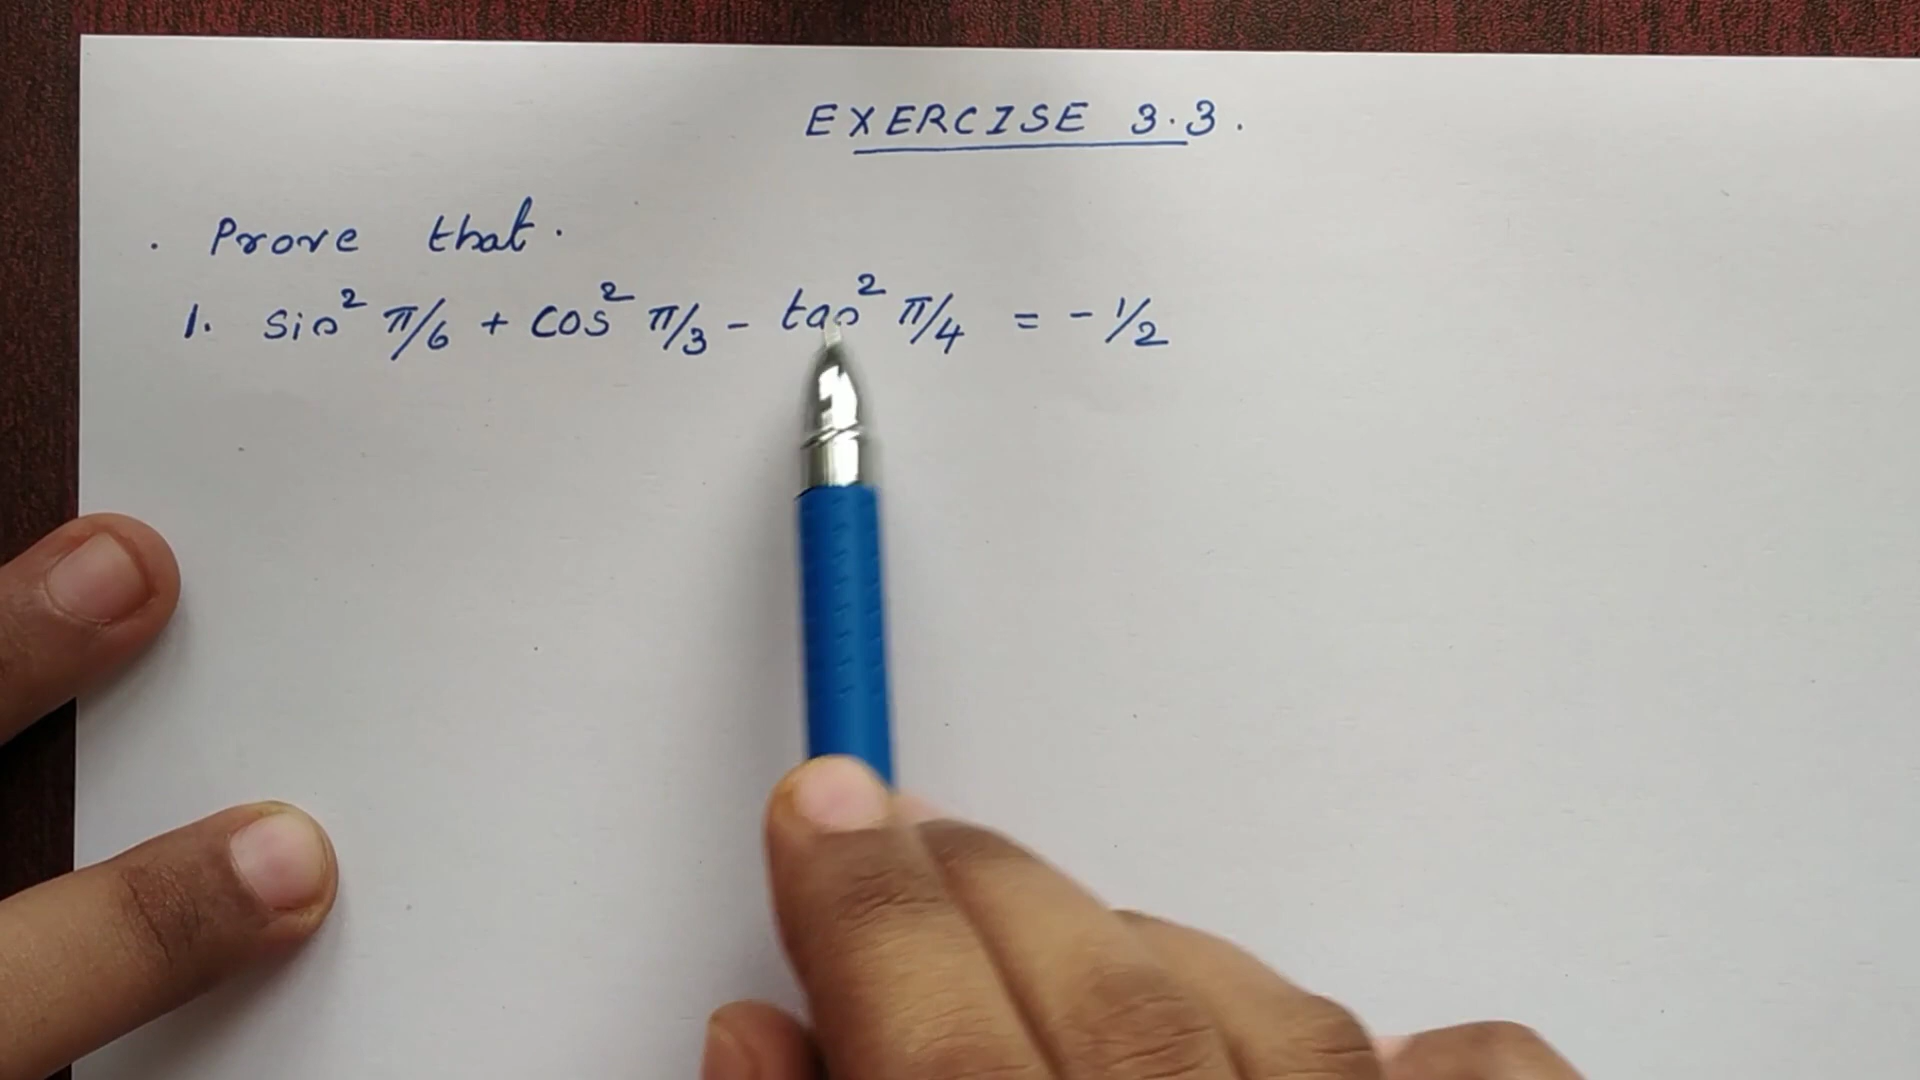 EXERCISE 3.3.
. Prove that.
1. sin² π/6 + cos² π/3 - tan² π/4 = - 1/2